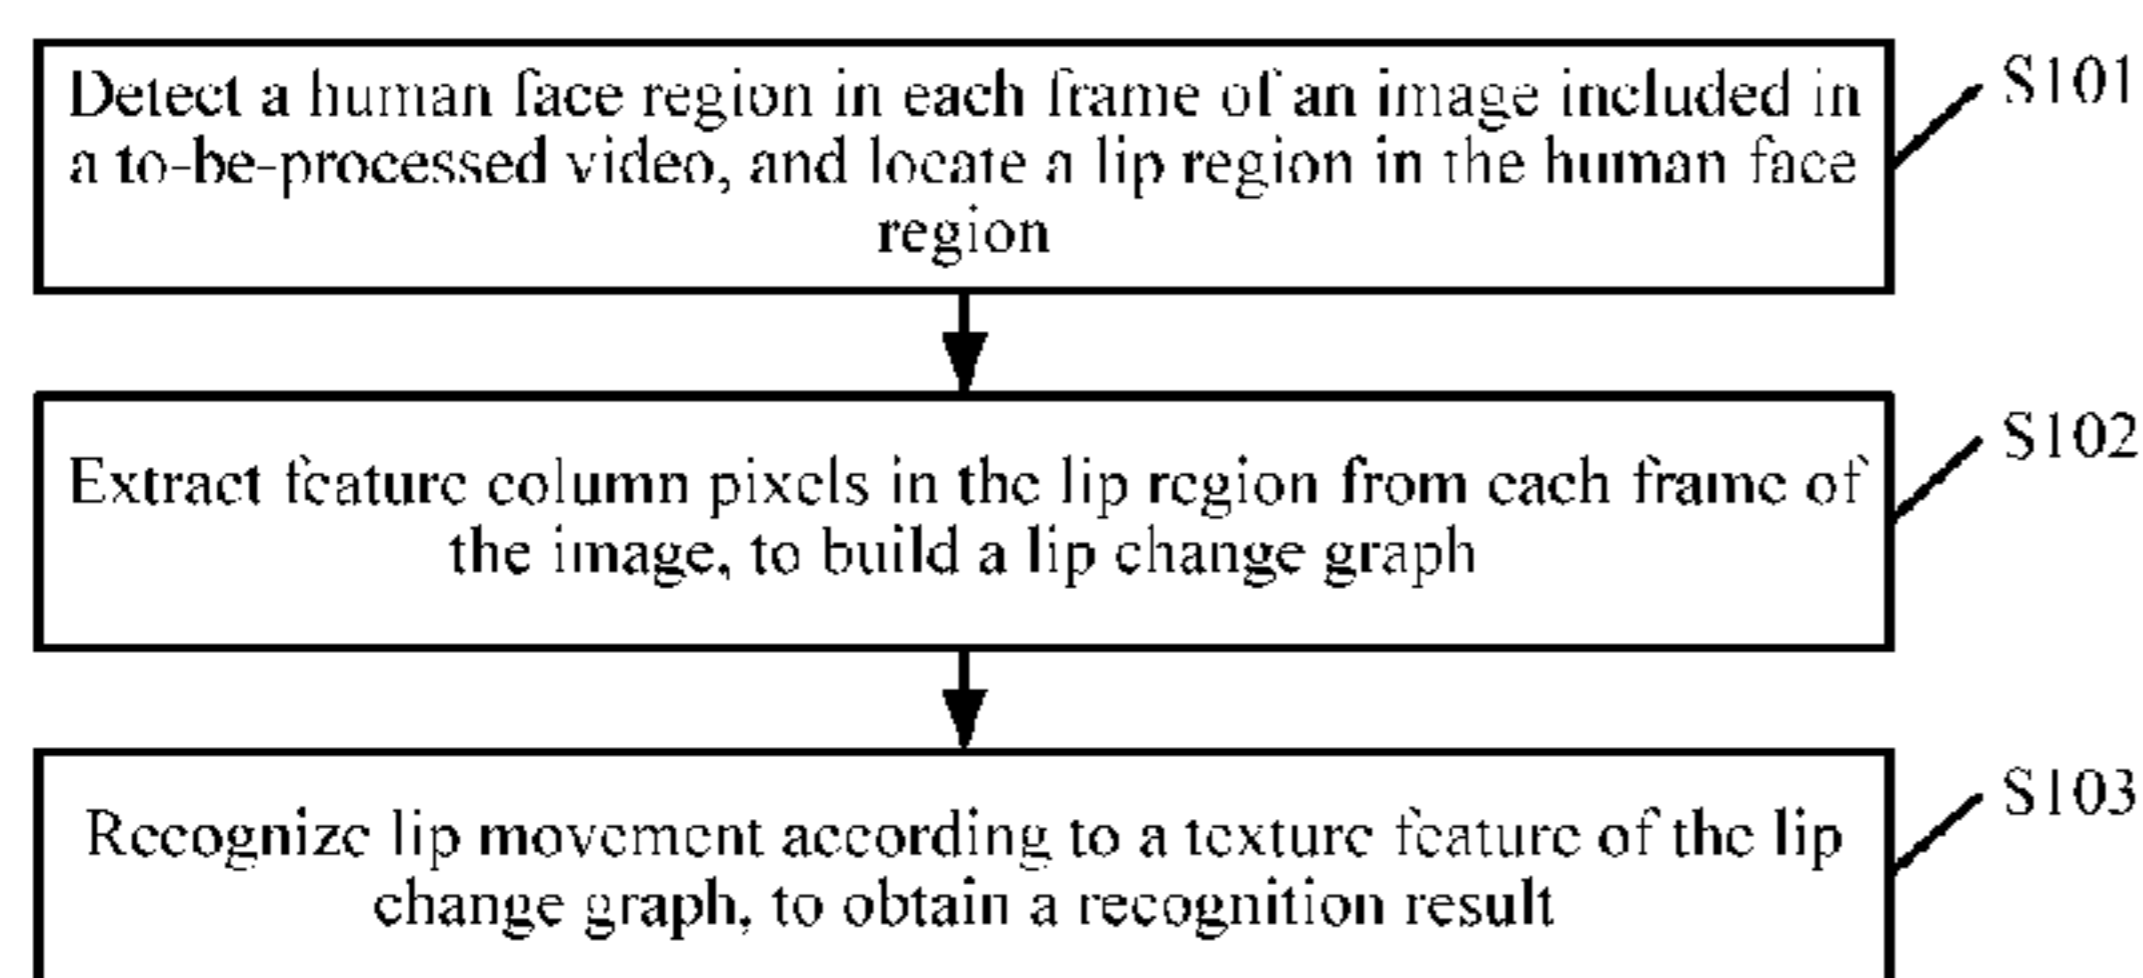 Detect a human face region in each frame of an image included in
a to-be-processed video, and locate a lip region in the human face
region
S101
Extract feature column pixels in the lip region from each frame of
the image, to build a lip change graph
S102
Recognize lip movement according to a texture feature of the lip
change graph, to obtain a recognition result
S103